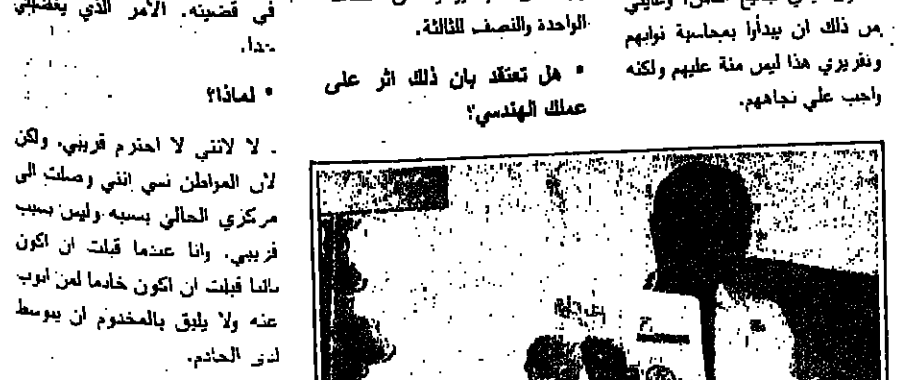 من ذلك ان يبدأوا بمحاسبة نوابهم
وتقريري هذا ليس منة عليهم ولكنه
واجب علي تجاههم.
الواحدة والنصف للثالثة.
* هل تعتقد بان ذلك اثر على
عملك الهندسي؟
في قضيته. الأمر الذي يغضبني
جدا.
* لماذا؟
ـ لا لانني لا احترم قريبي. ولكن
لأن المواطن نسي انني وصلت الى
مركزي الحالي بسببه وليس بسبب
قريبي. وانا عندما قبلت ان اكون
نائبا قبلت ان اكون خادما لمن انوب
عنه ولا يليق بالمخدوم ان يوسط
لدى الخادم.